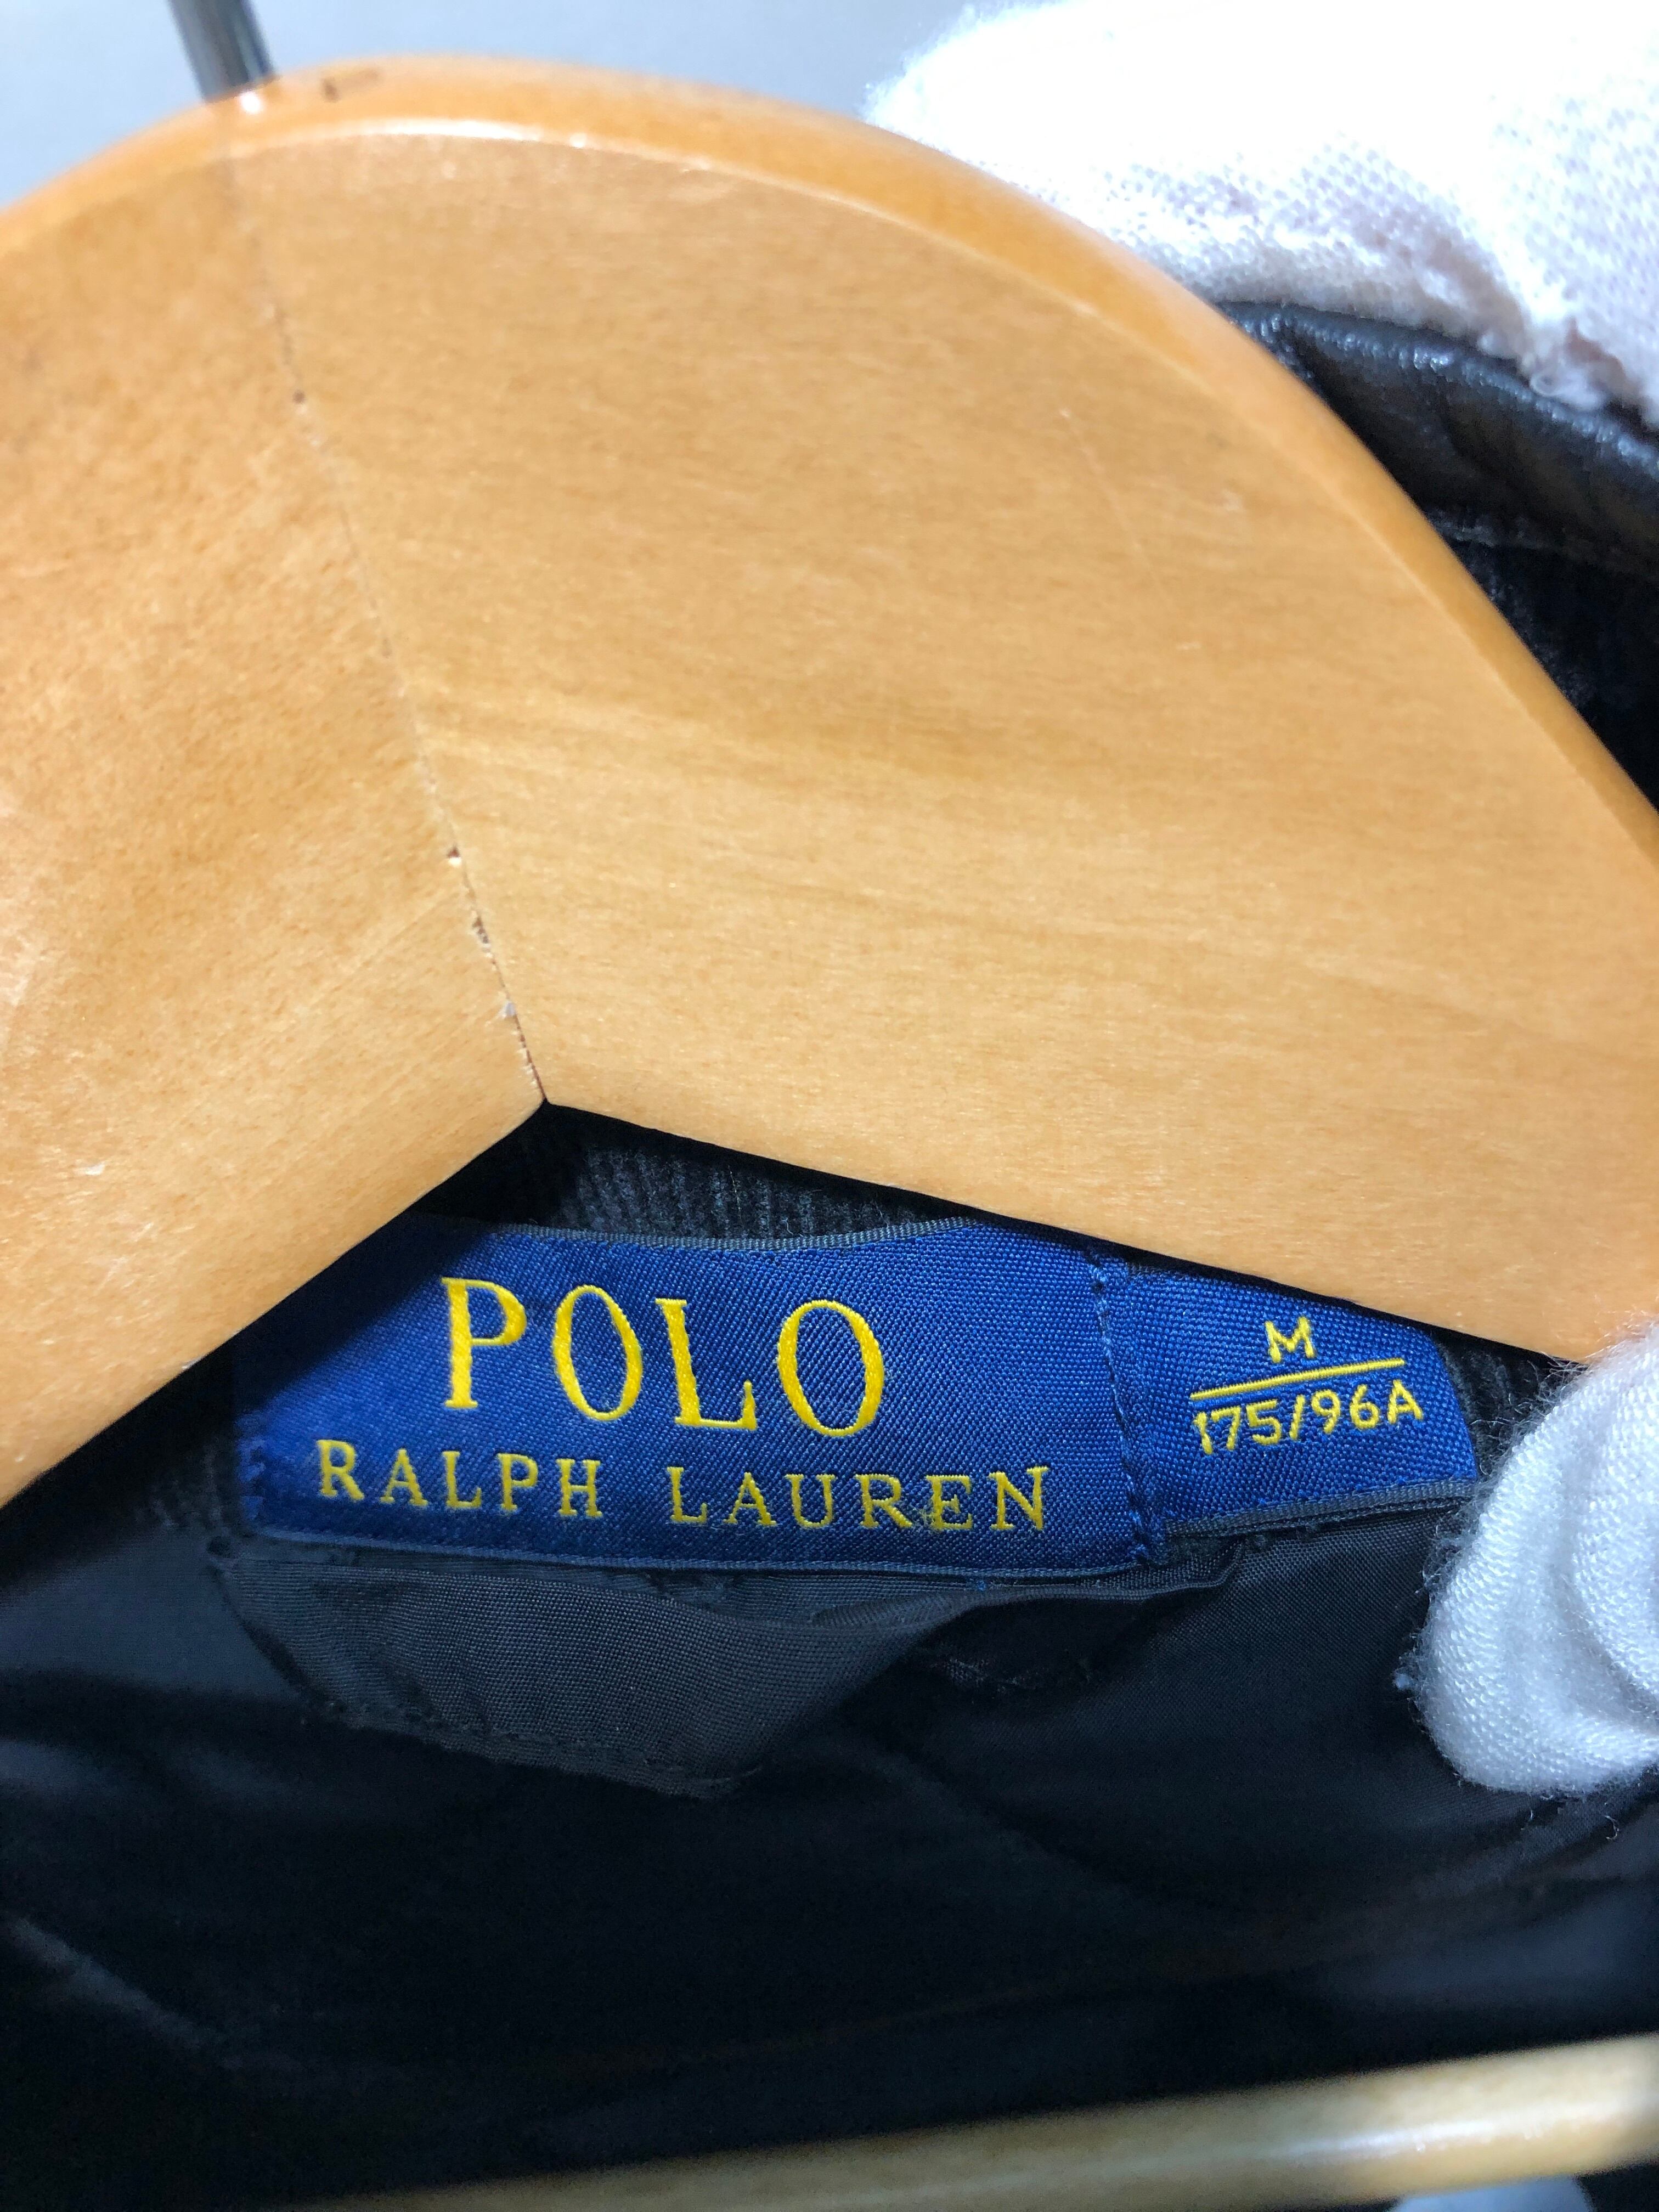 POLO
RALPH LAUREN
M
175/96A